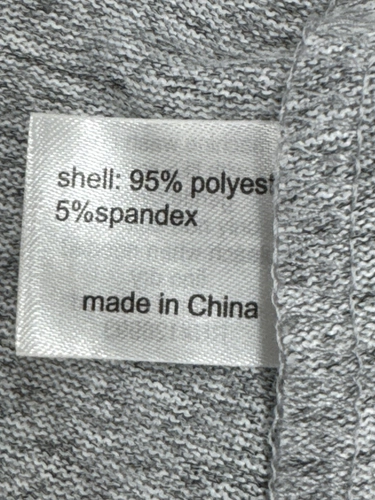 shell: 95% polyest
5%spandex
made in China